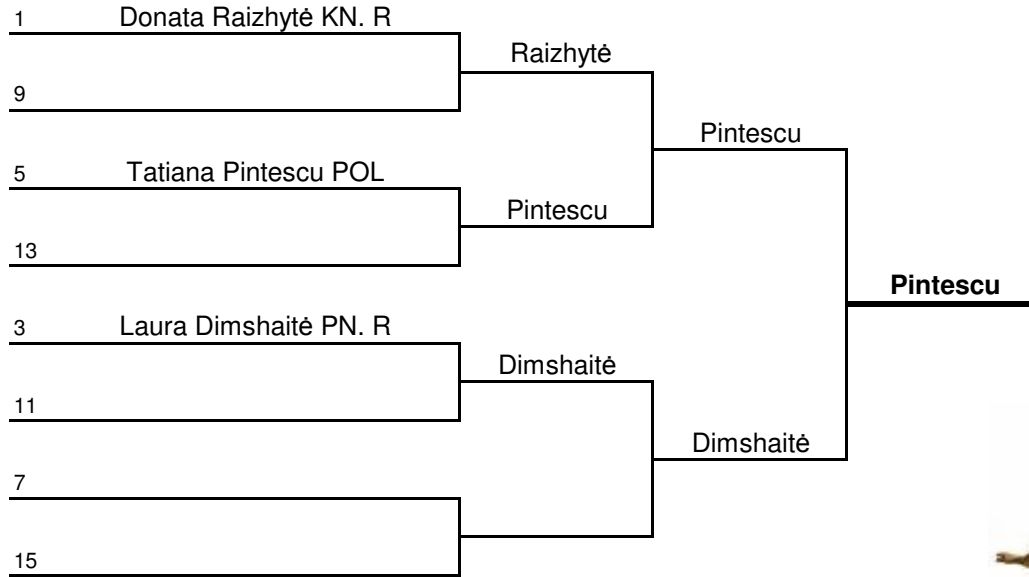 1 Donata Raizhytė KN. R
Raizhytė
9
Pintescu
5 Tatiana Pintescu POL
Pintescu
13
Pintescu
3 Laura Dimshaitė PN. R
Dimshaitė
11
Dimshaitė
7
15